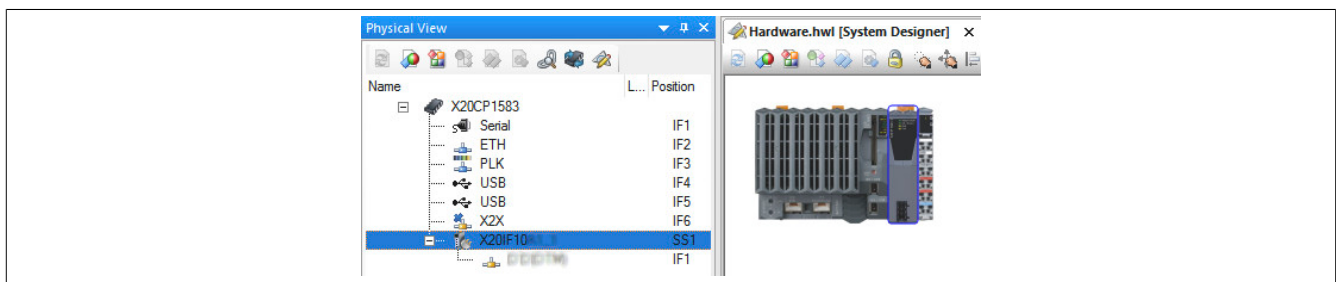 Physical View
Hardware.hwl [System Designer]
Name L... Position
X20CP1583
Serial IF1
ETH IF2
PLK IF3
USB IF4
USB IF5
X2X IF6
X20IF10 SS1
IF1